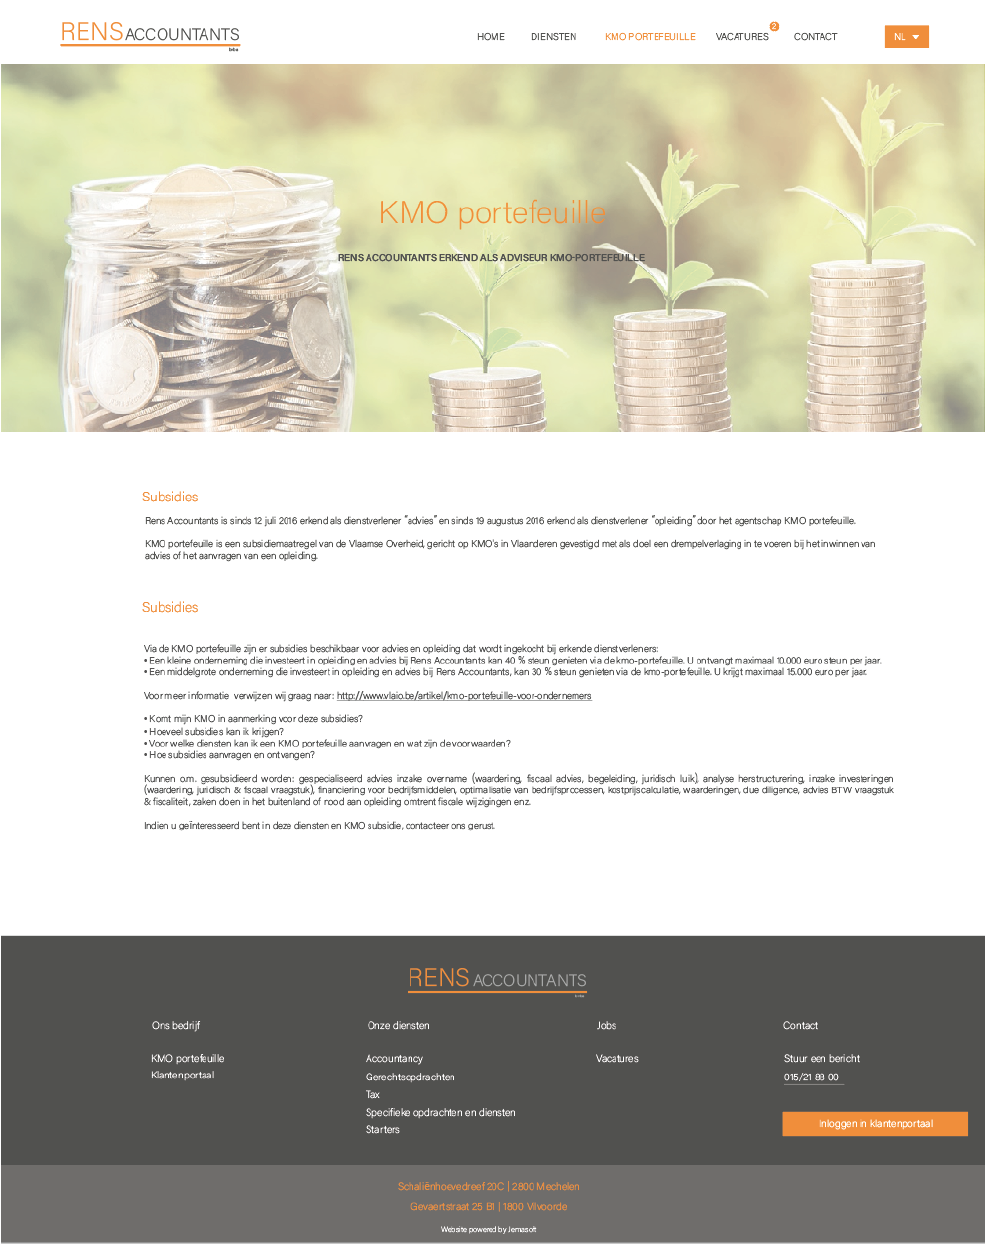 RENS ACCOUNTANTS
bvba
HOME DIENSTEN KMO PORTEFEUILLE VACATURES 2 CONTACT NL
KMO portefeuille
RENS ACCOUNTANTS ERKEND ALS ADVISEUR KMO-PORTEFEUILLE
Subsidies
Rens Accountants is sinds 12 juli 2016 erkend als dienstverlener "advies" en sinds 19 augustus 2016 erkend als dienstverlener "opleiding" door het agentschap KMO portefeuille.
KMO portefeuille is een subsidiemaatregel van de Vlaamse Overheid, gericht op KMO's in Vlaanderen gevestigd met als doel een drempelverlaging in te voeren bij het inwinnen van
advies of het aanvragen van een opleiding.
Subsidies
Via de KMO portefeuille zijn er subsidies beschikbaar voor advies en opleiding dat wordt ingekocht bij erkende dienstverleners:
• Een kleine onderneming die investeert in opleiding en advies bij Rens Accountants kan 40 % steun genieten via de kmo-portefeuille. U ontvangt maximaal 10.000 euro steun per jaar.
• Een middelgrote onderneming die investeert in opleiding en advies bij Rens Accountants, kan 30 % steun genieten via de kmo-portefeuille. U krijgt maximaal 15.000 euro per jaar.
Voor meer informatie verwijzen wij graag naar: http://www.vlaio.be/artikel/kmo-portefeuille-voor-ondernemers
• Komt mijn KMO in aanmerking voor deze subsidies?
• Hoeveel subsidies kan ik krijgen?
• Voor welke diensten kan ik een KMO portefeuille aanvragen en wat zijn de voorwaarden?
• Hoe subsidies aanvragen en ontvangen?
Kunnen o.m. gesubsidieerd worden: gespecialiseerd advies inzake overname (waardering, fiscaal advies, begeleiding, juridisch luik), analyse herstructurering, inzake investeringen
(waardering, juridisch & fiscaal vraagstuk), financiering voor bedrijfsmiddelen, optimalisatie van bedrijfsprocessen, kostprijscalculatie, waarderingen, due diligence, advies BTW vraagstuk
& fiscaliteit, zaken doen in het buitenland of nood aan opleiding omtrent fiscale wijzigingen enz.
Indien u geïnteresseerd bent in deze diensten en KMO subsidie, contacteer ons gerust.
RENS ACCOUNTANTS
bvba
Ons bedrijf Onze diensten Jobs Contact
KMO portefeuille Accountancy Vacatures Stuur een bericht
Klantenportaal Gerechtsopdrachten 015/21 88 00
Tax
Specifieke opdrachten en diensten
Starters
Inloggen in klantenportaal
Schaliënhoevedreef 20C | 2800 Mechelen
Gevaertstraat 25 B1 | 1800 Vilvoorde
Website powered by Jemasoft